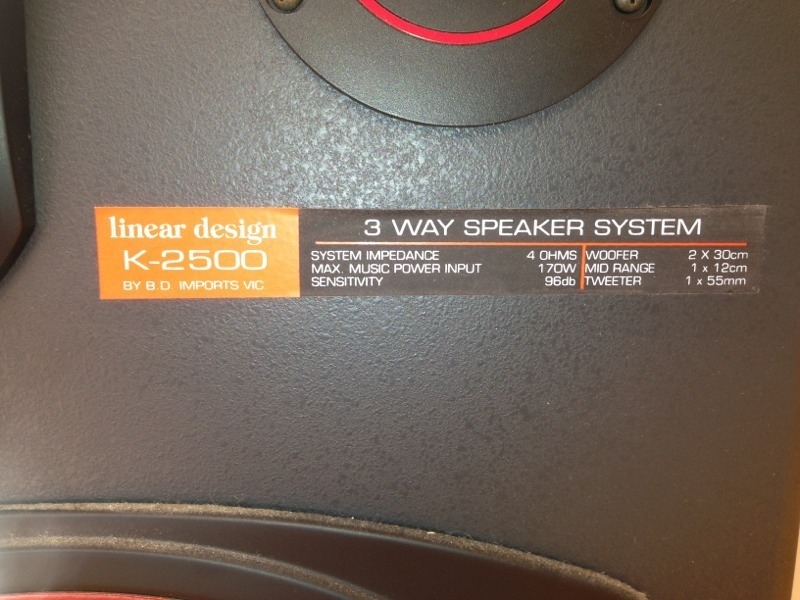 linear design
K-2500
BY B.D. IMPORTS VIC
3 WAY SPEAKER SYSTEM
SYSTEM IMPEDANCE 4 OHMS
MAX. MUSIC POWER INPUT 170W
SENSITIVITY 96db
WOOFER 2 X 30cm
MID RANGE 1 x 12cm
TWEETER 1 x 55mm